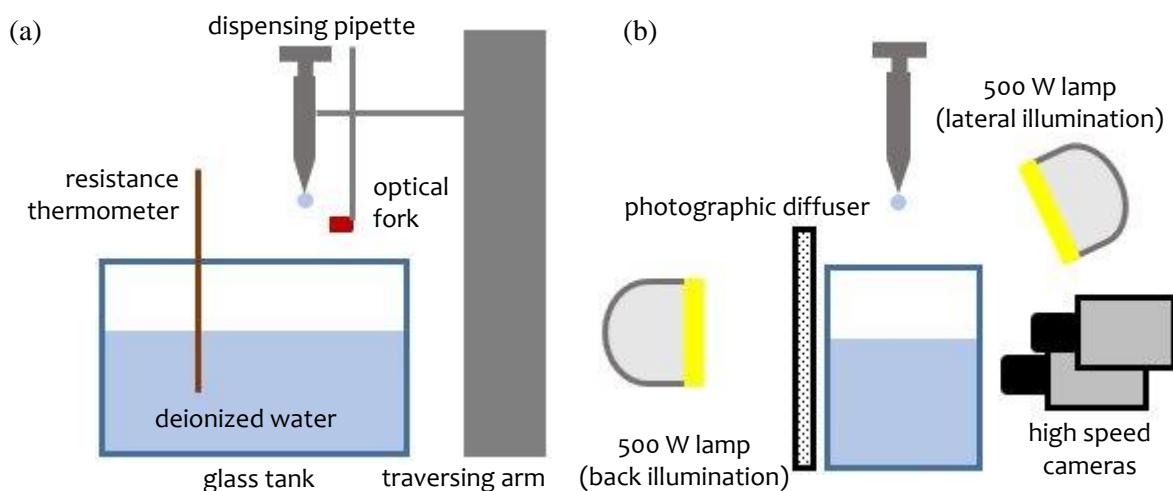 (a)
dispensing pipette
resistance
thermometer
optical
fork
deionized water
glass tank
traversing arm
(b)
500 W lamp
(lateral illumination)
photographic diffuser
500 W lamp
(back illumination)
high speed
cameras